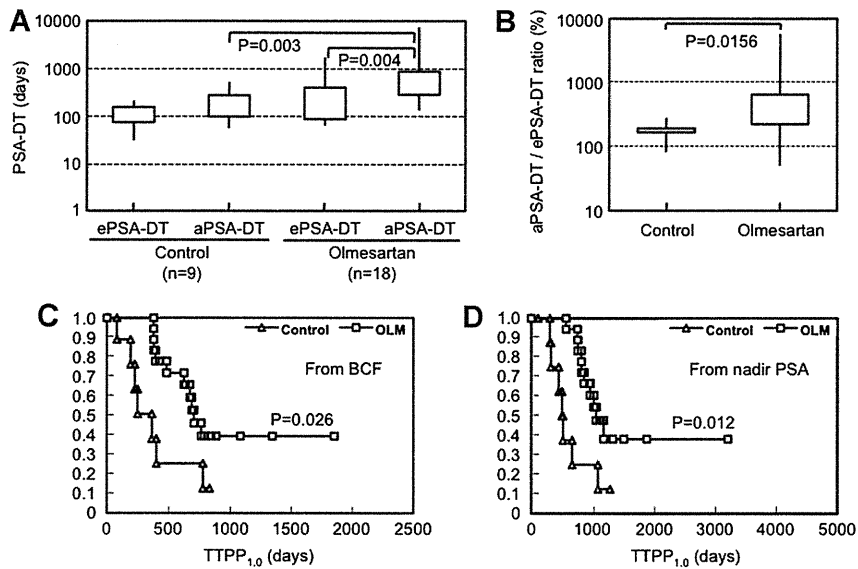 A
PSA-DT (days)
10000
1000
100
10
1
P=0.003
P=0.004
ePSA-DT aPSA-DT ePSA-DT aPSA-DT
Control Olmesartan
(n=9) (n=18)
B
aPSA-DT / ePSA-DT ratio (%)
10000
1000
100
10
P=0.0156
Control Olmesartan
C
1.0
0.9
0.8
0.7
0.6
0.5
0.4
0.3
0.2
0.1
0
Control OLM
From BCF
P=0.026
0 500 1000 1500 2000 2500
TTPP1.0 (days)
D
1.0
0.9
0.8
0.7
0.6
0.5
0.4
0.3
0.2
0.1
0
Control OLM
From nadir PSA
P=0.012
0 1000 2000 3000 4000
TTPP1.0 (days)